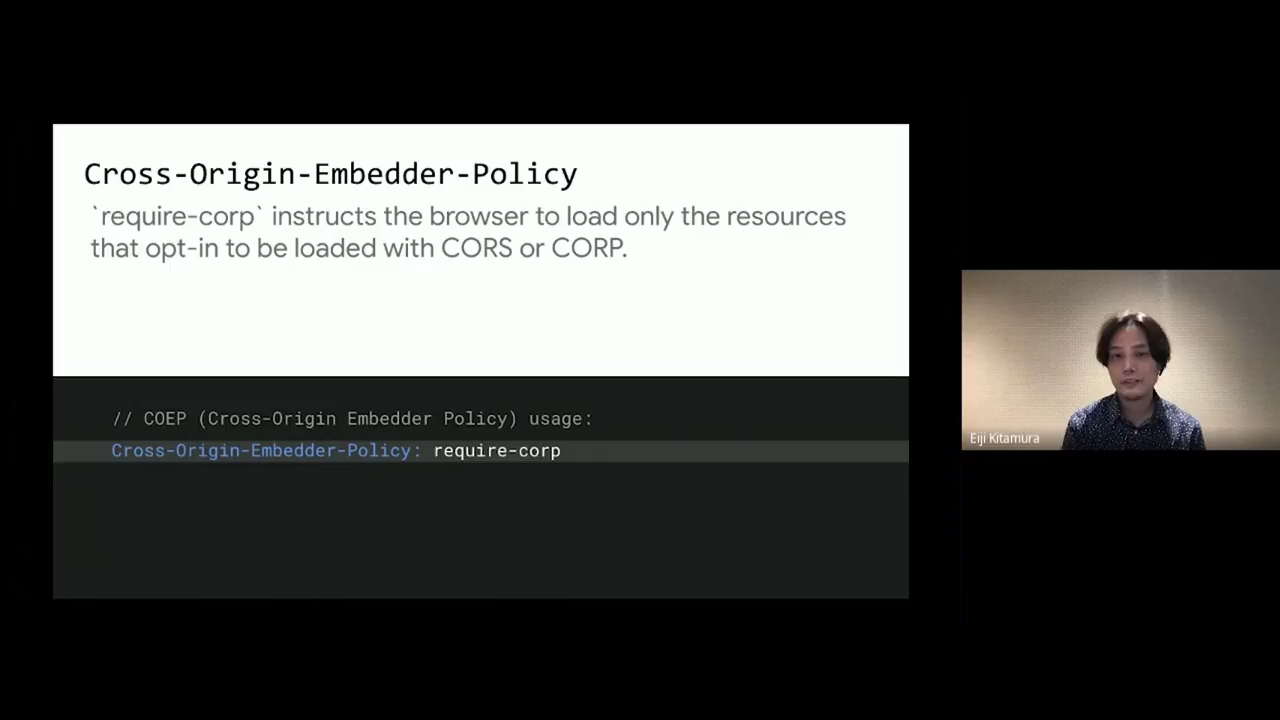 Cross-Origin-Embedder-Policy
`require-corp` instructs the browser to load only the resources
that opt-in to be loaded with CORS or CORP.
// COEP (Cross-Origin Embedder Policy) usage:
Cross-Origin-Embedder-Policy: require-corp
Eiji Kitamura